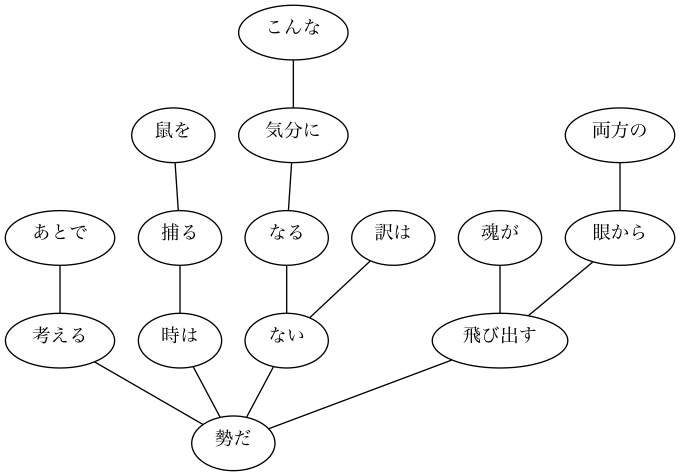 こんな
鼠を
気分に
両方の
あとで
捕る
なる
訳は
魂が
眼から
考える
時は
ない
飛び出す
勢だ